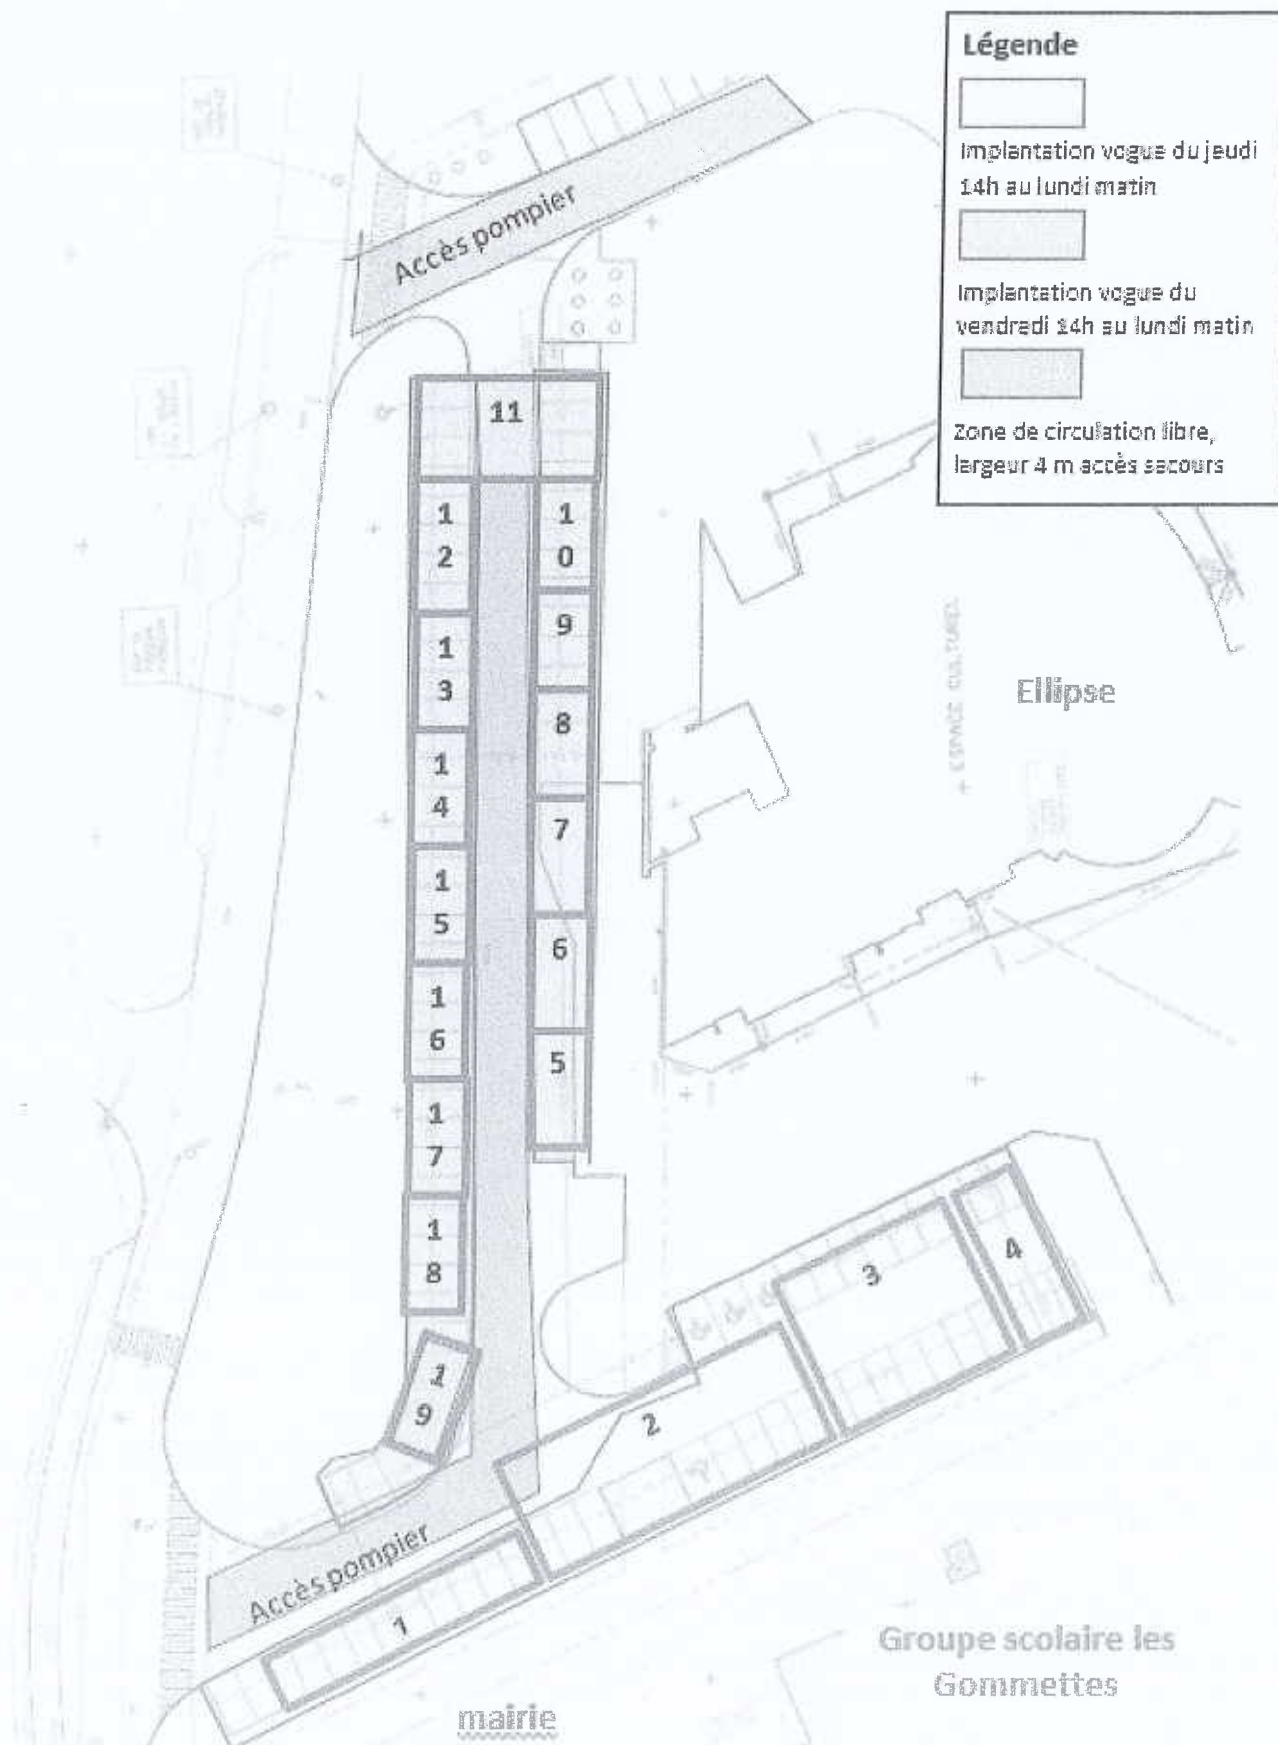 Légende
Implantation vogue du jeudi
14h au lundi matin
Implantation vogue du
vendredi 14h au lundi matin
Zone de circulation libre,
largeur 4 m accès secours
Accès pompier
11
1
2
1
0
1
3
9
8
1
4
7
1
5
6
1
6
5
1
7
1
8
1
9
Ellipse
+ ESPACE CULTUREL
4
3
2
Accès pompier
1
Groupe scolaire les
Gommettes
mairie